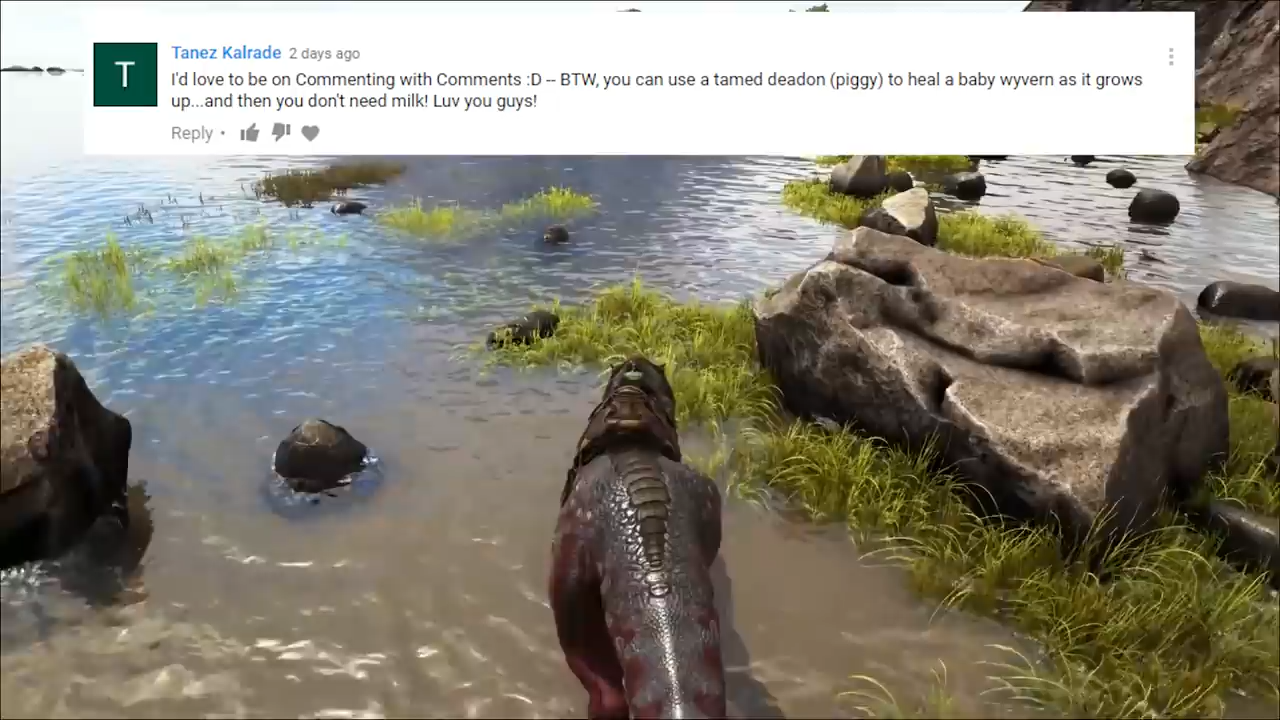 T
Tanez Kalrade 2 days ago
I'd love to be on Commenting with Comments :D -- BTW, you can use a tamed deadon (piggy) to heal a baby wyvern as it grows
up...and then you don't need milk! Luv you guys!
Reply •